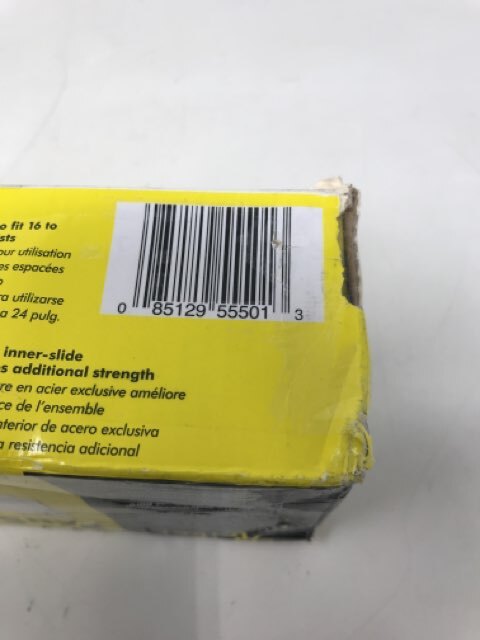 o fit 16 to
sts
our utilisation
es espacées
o
ra utilizarse
a 24 pulg.
0 85129 55501 3
inner-slide
es additional strength
re en acier exclusive améliore
ce de l'ensemble
nterior de acero exclusiva
a resistencia adicional